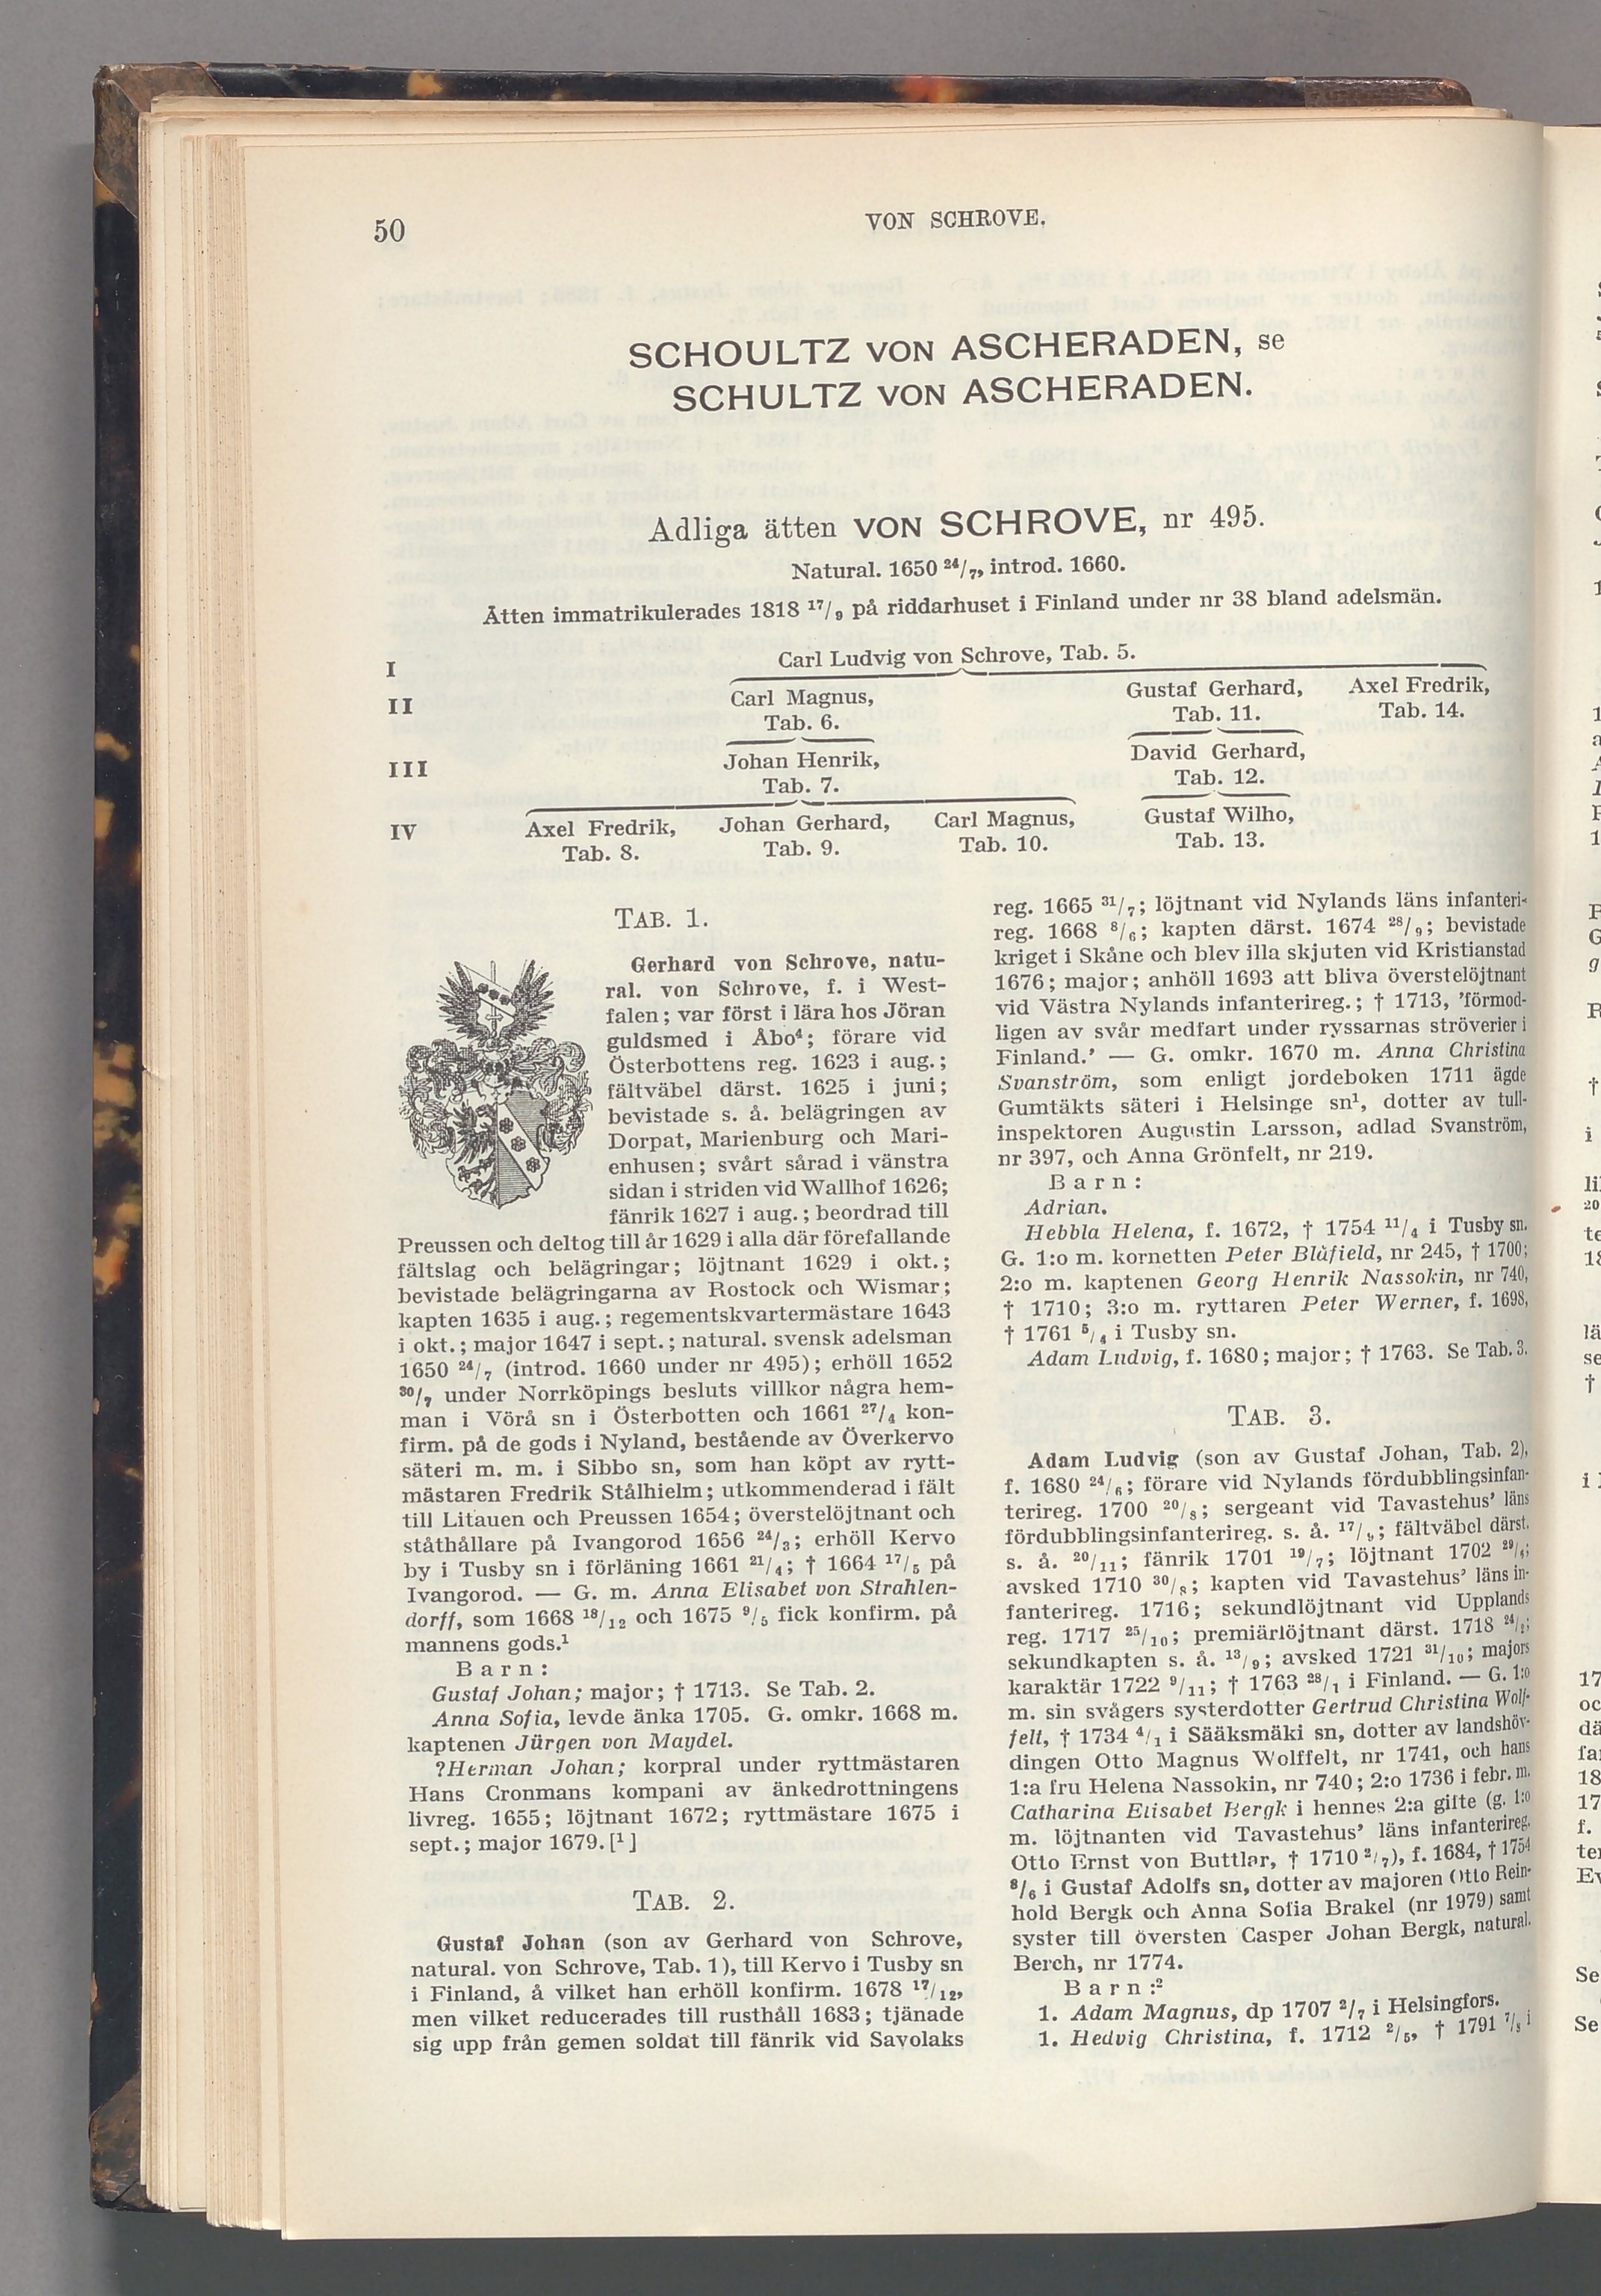 50
VON SCHROVE.
SCHOULTZ VON ASCHERADEN, se
SCHULTZ VON ASCHERADEN.
Adliga ätten VON SCHROVE, nr 495.
Natural. 1650 24/7, introd. 1660.
Ätten immatrikulerades 1818 17/9 på riddarhuset i Finland under nr 38 bland adelsmän.
I
Carl Ludvig von Schrove, Tab. 5.
II
Carl Magnus,
Tab. 6.
Gustaf Gerhard,
Tab. 11.
Axel Fredrik,
Tab. 14.
III
Johan Henrik,
Tab. 7.
David Gerhard,
Tab. 12.
IV
Axel Fredrik,
Tab. 8.
Johan Gerhard,
Tab. 9.
Carl Magnus,
Tab. 10.
Gustaf Wilho,
Tab. 13.
TAB. 1.
Gerhard von Schrove, natu-
ral. von Schrove, f. i West-
falen; var först i lära hos Jöran
guldsmed i Åbo⁴; förare vid
Österbottens reg. 1623 i aug.;
fältväbel därst. 1625 i juni;
bevistade s. å. belägringen av
Dorpat, Marienburg och Mari-
enhusen; svårt sårad i vänstra
sidan i striden vid Wallhof 1626;
fänrik 1627 i aug.; beordrad till
Preussen och deltog till år 1629 i alla där förefallande
fältslag och belägringar; löjtnant 1629 i okt.;
bevistade belägringarna av Rostock och Wismar;
kapten 1635 i aug.; regementskvartermästare 1643
i okt.; major 1647 i sept.; natural. svensk adelsman
1650 24/7 (introd. 1660 under nr 495); erhöll 1652
30/7 under Norrköpings besluts villkor några hem-
man i Vörå sn i Österbotten och 1661 27/4 kon-
firm. på de gods i Nyland, bestående av Överkervo
säteri m. m. i Sibbo sn, som han köpt av rytt-
mästaren Fredrik Stålhielm; utkommenderad i fält
till Litauen och Preussen 1654; överstelöjtnant och
ståthållare på Ivangorod 1656 24/3; erhöll Kervo
by i Tusby sn i förläning 1661 21/4; † 1664 17/5 på
Ivangorod. — G. m. Anna Elisabet von Strahlen-
dorff, som 1668 18/12 och 1675 9/5 fick konfirm. på
mannens gods.¹
Barn:
Gustaf Johan; major; † 1713. Se Tab. 2.
Anna Sofia, levde änka 1705. G. omkr. 1668 m.
kaptenen Jürgen von Maydel.
?Herman Johan; korpral under ryttmästaren
Hans Cronmans kompani av änkedrottningens
livreg. 1655; löjtnant 1672; ryttmästare 1675 i
sept.; major 1679. [¹]
TAB. 2.
Gustaf Johan (son av Gerhard von Schrove,
natural. von Schrove, Tab. 1), till Kervo i Tusby sn
i Finland, å vilket han erhöll konfirm. 1678 17/12,
men vilket reducerades till rusthåll 1683; tjänade
sig upp från gemen soldat till fänrik vid Savolaks
reg. 1665 31/7; löjtnant vid Nylands läns infanteri-
reg. 1668 8/6; kapten därst. 1674 28/9; bevistade
kriget i Skåne och blev illa skjuten vid Kristianstad
1676; major; anhöll 1693 att bliva överstelöjtnant
vid Västra Nylands infanterireg.; † 1713, ’förmod-
ligen av svår medfart under ryssarnas ströverier i
Finland.’ — G. omkr. 1670 m. Anna Christina
Svanström, som enligt jordeboken 1711 ägde
Gumtäkts säteri i Helsinge sn¹, dotter av tull-
inspektoren Augustin Larsson, adlad Svanström,
nr 397, och Anna Grönfelt, nr 219.
Barn:
Adrian.
Hebbla Helena, f. 1672, † 1754 11/4 i Tusby sn.
G. 1:o m. kornetten Peter Blåfield, nr 245, † 1700;
2:o m. kaptenen Georg Henrik Nassokin, nr 740,
† 1710; 3:o m. ryttaren Peter Werner, f. 1698,
† 1761 5/4 i Tusby sn.
Adam Ludvig, f. 1680; major; † 1763. Se Tab. 3.
TAB. 3.
Adam Ludvig (son av Gustaf Johan, Tab. 2),
f. 1680 24/6; förare vid Nylands fördubblingsinfan-
terireg. 1700 20/8; sergeant vid Tavastehus’ läns
fördubblingsinfanterireg. s. å. 17/9; fältväbel därst.
s. å. 20/11; fänrik 1701 19/7; löjtnant 1702 29/4;
avsked 1710 30/8; kapten vid Tavastehus’ läns in-
fanterireg. 1716; sekundlöjtnant vid Upplands
reg. 1717 25/10; premiärlöjtnant därst. 1718 24/2;
sekundkapten s. å. 13/9; avsked 1721 31/10; majors
karaktär 1722 9/11; † 1763 28/1 i Finland. — G. 1:o
m. sin svågers systerdotter Gertrud Christina Wolf-
felt, † 1734 4/1 i Sääksmäki sn, dotter av landshöv-
dingen Otto Magnus Wolffelt, nr 1741, och hans
1:a fru Helena Nassokin, nr 740; 2:o 1736 i febr. m.
Catharina Elisabet Bergk i hennes 2:a gifte (g. 1:o
m. löjtnanten vid Tavastehus’ läns infanterireg.
Otto Ernst von Buttlar, † 1710 2/7), f. 1684, † 1754
8/6 i Gustaf Adolfs sn, dotter av majoren Otto Rein-
hold Bergk och Anna Sofia Brakel (nr 1979) samt
syster till översten Casper Johan Bergk, natural.
Berch, nr 1774.
Barn:²
1. Adam Magnus, dp 1707 2/7 i Helsingfors.
1. Hedvig Christina, f. 1712 2/5, † 1791 7/9 i